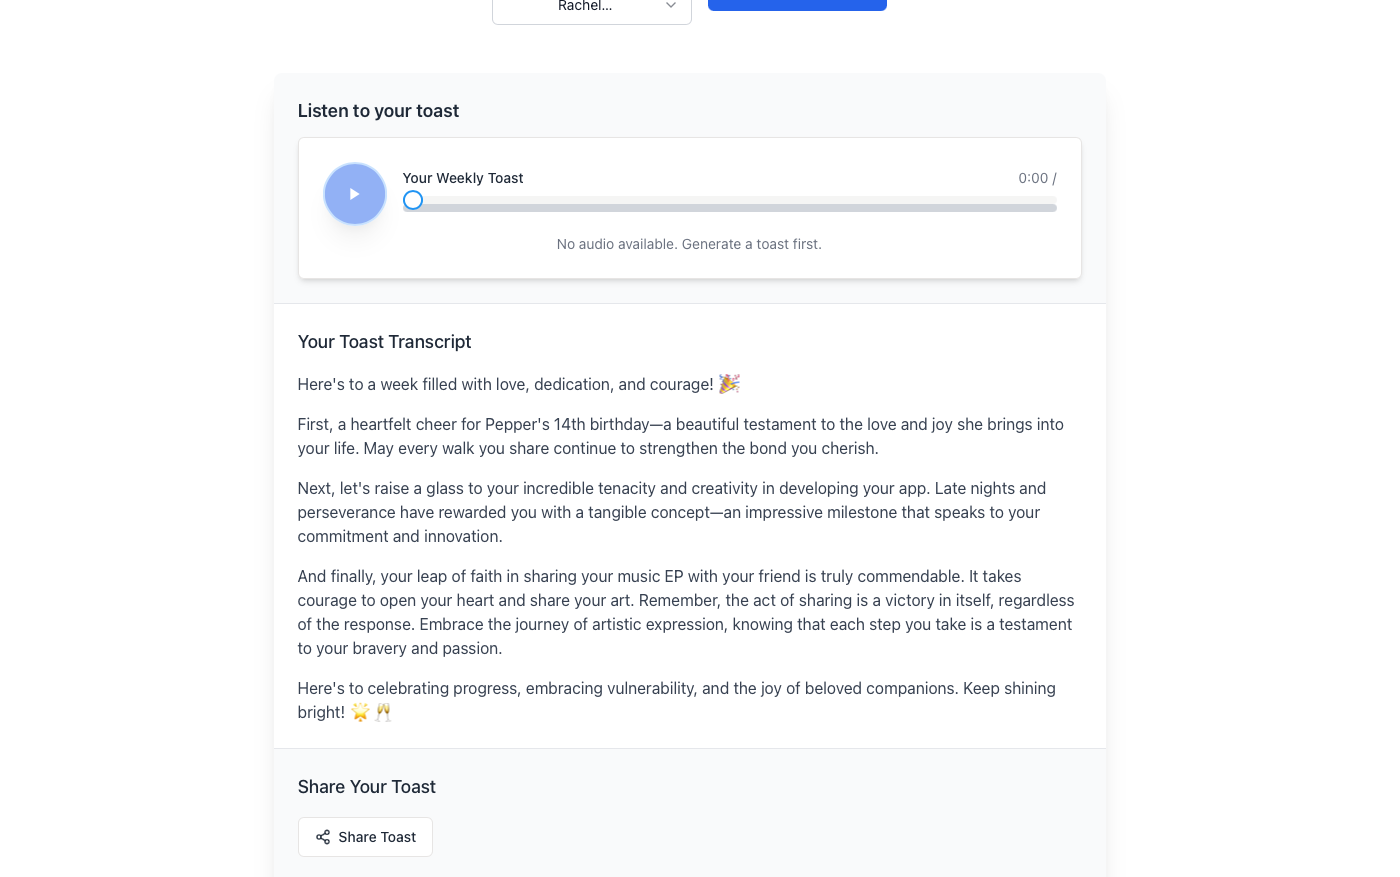 Rachel...
Listen to your toast
Your Weekly Toast
0:00 /
No audio available. Generate a toast first.
Your Toast Transcript
Here's to a week filled with love, dedication, and courage! 🎉
First, a heartfelt cheer for Pepper's 14th birthday—a beautiful testament to the love and joy she brings into
your life. May every walk you share continue to strengthen the bond you cherish.
Next, let's raise a glass to your incredible tenacity and creativity in developing your app. Late nights and
perseverance have rewarded you with a tangible concept—an impressive milestone that speaks to your
commitment and innovation.
And finally, your leap of faith in sharing your music EP with your friend is truly commendable. It takes
courage to open your heart and share your art. Remember, the act of sharing is a victory in itself, regardless
of the response. Embrace the journey of artistic expression, knowing that each step you take is a testament
to your bravery and passion.
Here's to celebrating progress, embracing vulnerability, and the joy of beloved companions. Keep shining
bright! 🌟🥂
Share Your Toast
Share Toast